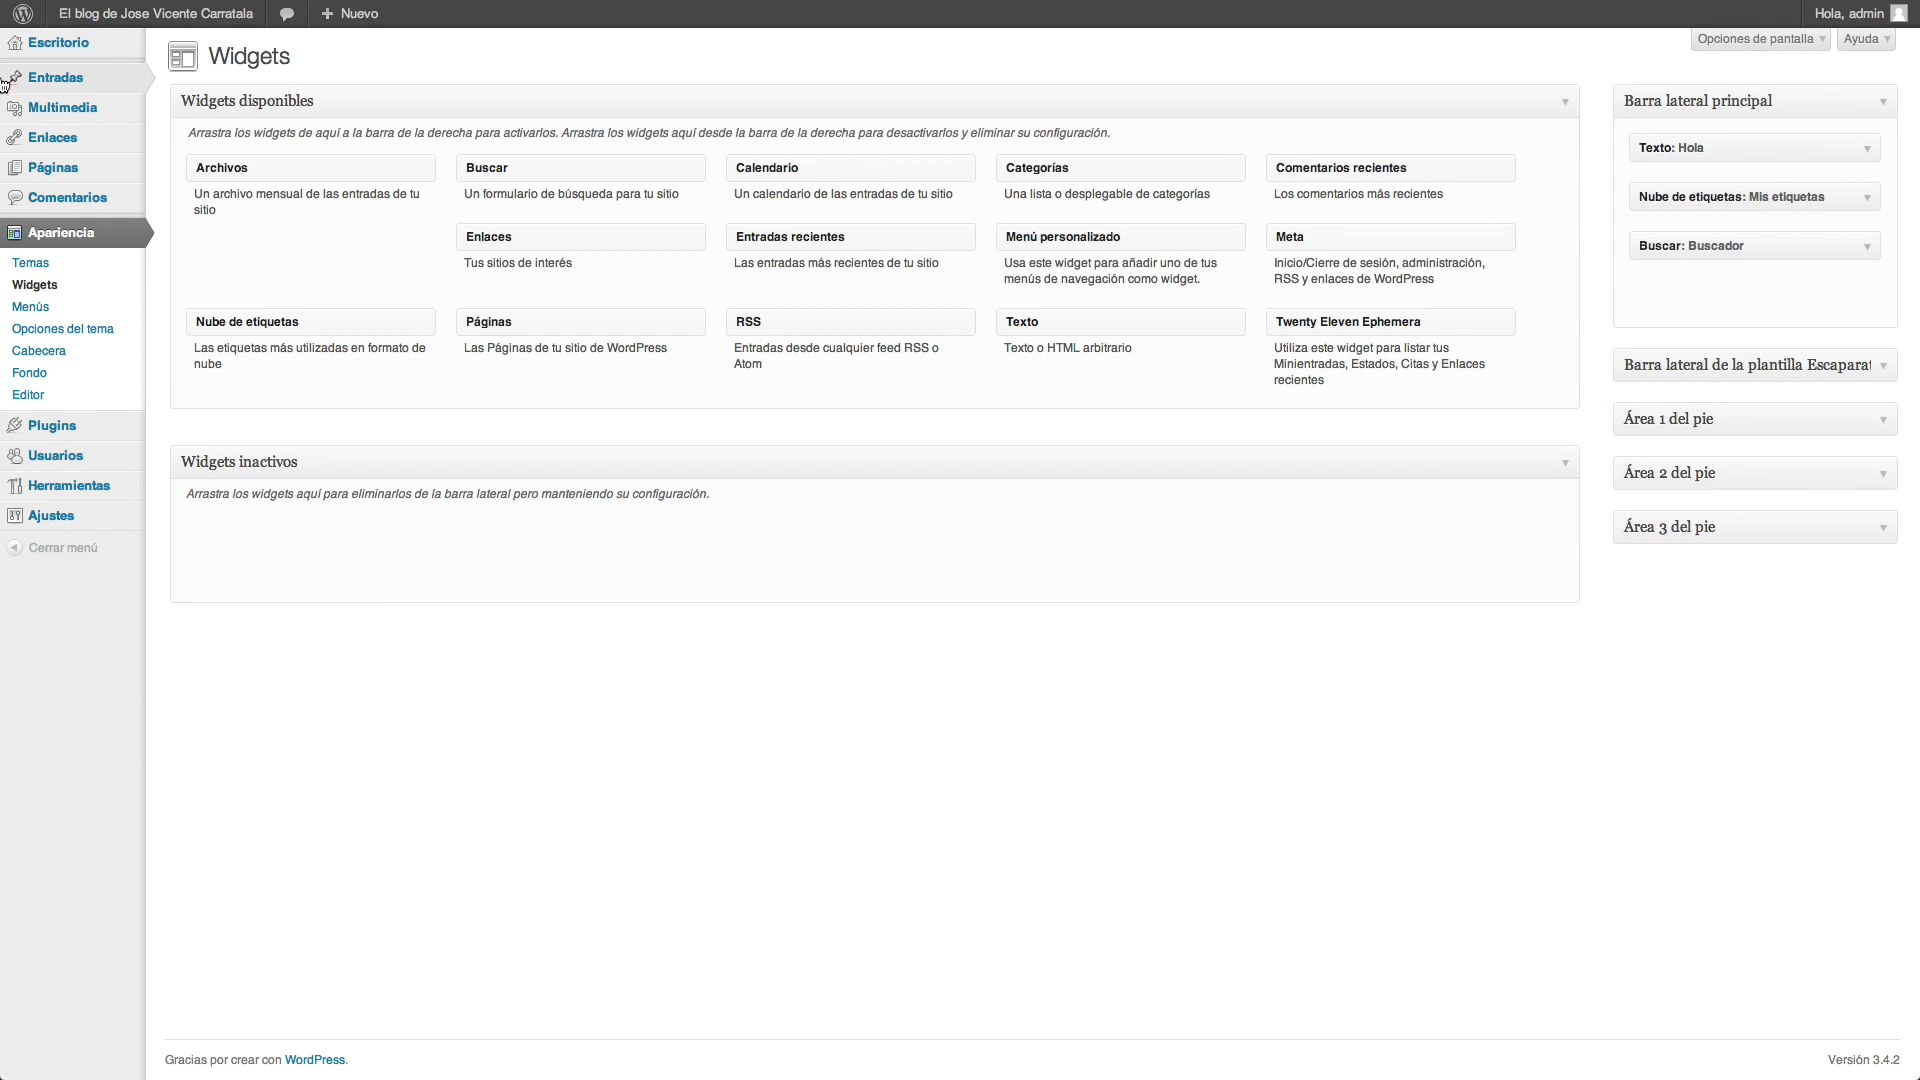 El blog de Jose Vicente Carratala
Nuevo
Hola, admin
Escritorio
Entradas
Multimedia
Enlaces
Páginas
Comentarios
Apariencia
Temas
Widgets
Menús
Opciones del tema
Cabecera
Fondo
Editor
Plugins
Usuarios
Herramientas
Ajustes
Cerrar menú
Opciones de pantalla
Ayuda
Widgets
Widgets disponibles
Arrastra los widgets de aquí a la barra de la derecha para activarlos. Arrastra los widgets aquí desde la barra de la derecha para desactivarlos y eliminar su configuración.
Archivos
Un archivo mensual de las entradas de tu
sitio
Buscar
Un formulario de búsqueda para tu sitio
Calendario
Un calendario de las entradas de tu sitio
Categorías
Una lista o desplegable de categorías
Comentarios recientes
Los comentarios más recientes
Enlaces
Tus sitios de interés
Entradas recientes
Las entradas más recientes de tu sitio
Menú personalizado
Usa este widget para añadir uno de tus
menús de navegación como widget.
Meta
Inicio/Cierre de sesión, administración,
RSS y enlaces de WordPress
Nube de etiquetas
Las etiquetas más utilizadas en formato de
nube
Páginas
Las Páginas de tu sitio de WordPress
RSS
Entradas desde cualquier feed RSS o
Atom
Texto
Texto o HTML arbitrario
Twenty Eleven Ephemera
Utiliza este widget para listar tus
Minientradas, Estados, Citas y Enlaces
recientes
Widgets inactivos
Arrastra los widgets aquí para eliminarlos de la barra lateral pero manteniendo su configuración.
Barra lateral principal
Texto: Hola
Nube de etiquetas: Mis etiquetas
Buscar: Buscador
Barra lateral de la plantilla Escaparat
Área 1 del pie
Área 2 del pie
Área 3 del pie
Gracias por crear con WordPress.
Versión 3.4.2